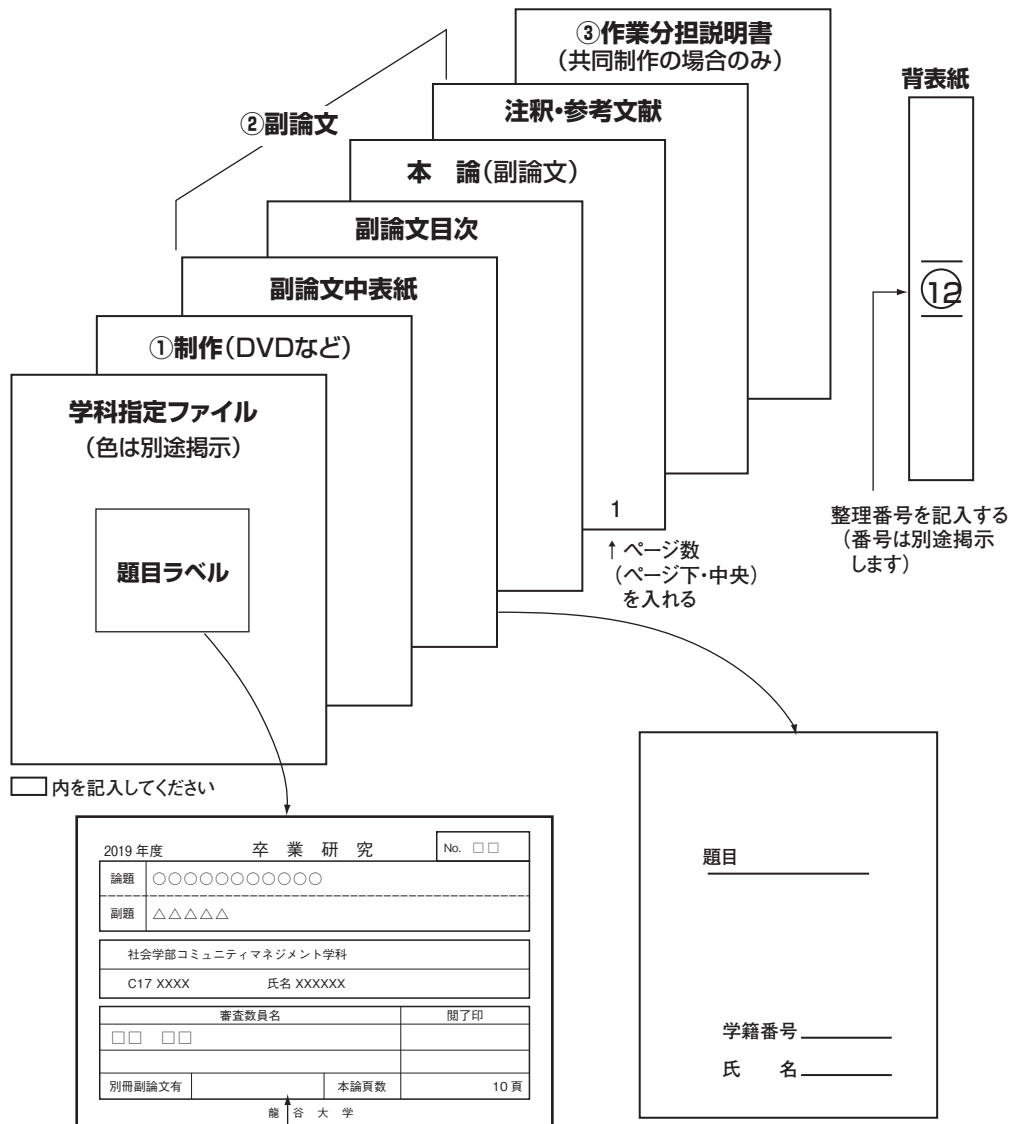 ③作業分担説明書
（共同制作の場合のみ）
注釈・参考文献
②副論文
本　論（副論文）
副論文目次
副論文中表紙
①制作（DVDなど）
学科指定ファイル
（色は別途掲示）
題目ラベル
1
↑ ページ数
（ページ下・中央）
を入れる
背表紙
⑫
整理番号を記入する
（番号は別途掲示
します）
□内を記入してください
2019 年度　卒　業　研　究　No. □□
論題　○○○○○○○○○○○
副題　△△△△△
社会学部コミュニティマネジメント学科
C17 XXXX　氏名 XXXXXX
審査数員名　閲了印
□□　□□
別冊副論文有　本論頁数　10 頁
龍　谷　大　学
題目
学籍番号
氏　名